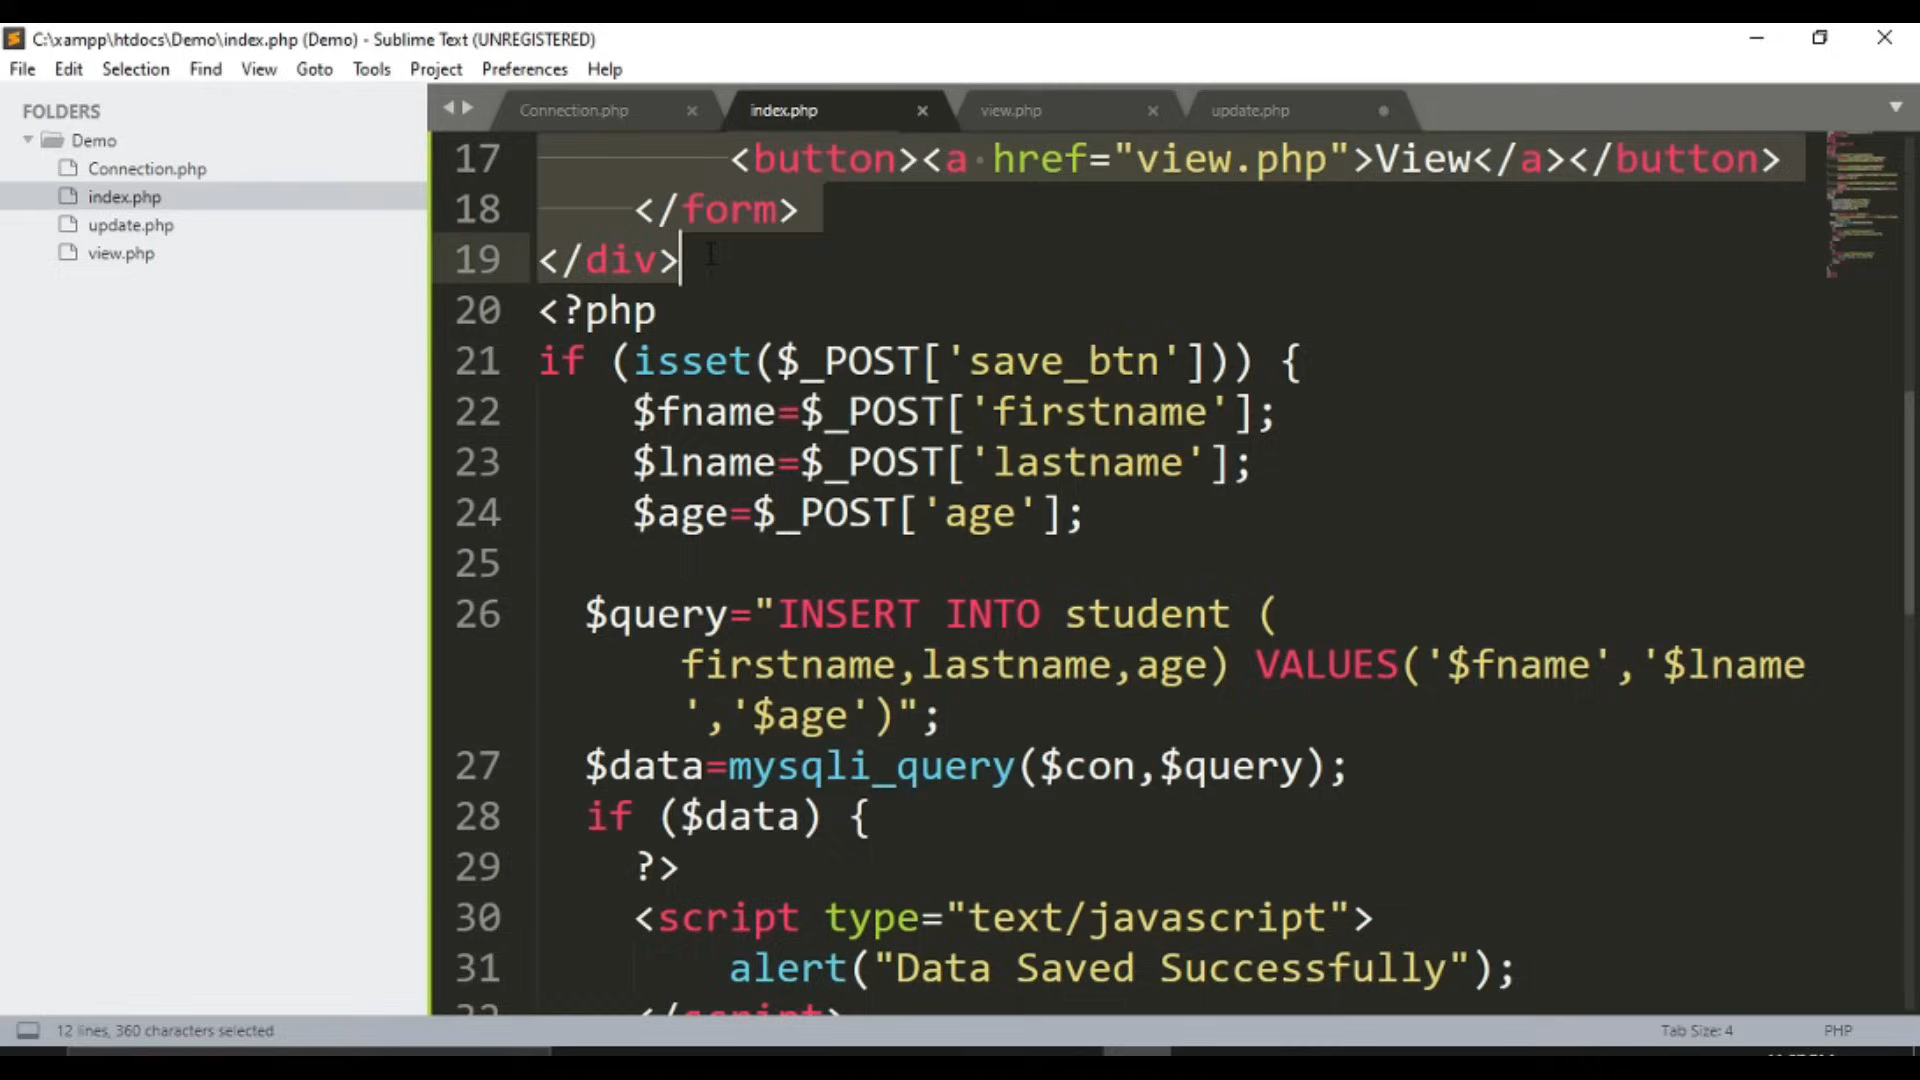 C:\xampp\htdocs\Demo\index.php (Demo) - Sublime Text (UNREGISTERED)
File Edit Selection Find View Goto Tools Project Preferences Help
FOLDERS
Demo
Connection.php
index.php
update.php
view.php
Connection.php index.php view.php update.php
17 <button><a href="view.php">View</a></button>
18 </form>
19 </div>
20 <?php
21 if (isset($_POST['save_btn'])) {
22 $fname=$_POST['firstname'];
23 $lname=$_POST['lastname'];
24 $age=$_POST['age'];
25
26 $query="INSERT INTO student (
firstname,lastname,age) VALUES('$fname','$lname
','$age')";
27 $data=mysqli_query($con,$query);
28 if ($data) {
29 ?>
30 <script type="text/javascript">
31 alert("Data Saved Successfully");
32 </script>
12 lines, 360 characters selected
Tab Size: 4 PHP